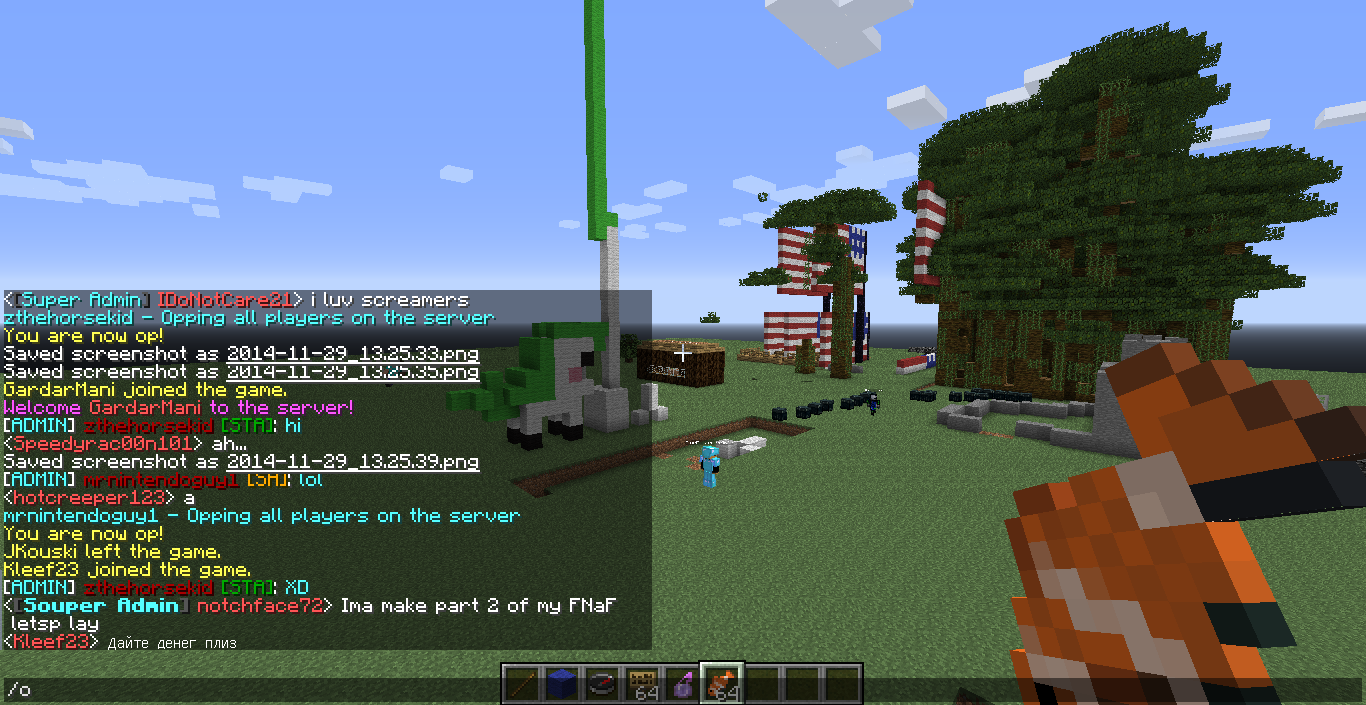 <[Super Admin] IDoNotCare21> i luv screamers
zthehorsekid - Opping all players on the server
You are now op!
Saved screenshot as 2014-11-29_13.25.33.png
Saved screenshot as 2014-11-29_13.25.35.png
GardarMani joined the game.
Welcome GardarMani to the server!
[ADMIN] zthehorsekid [STA]: hi
<Speedyrac00n101> ah...
Saved screenshot as 2014-11-29_13.25.39.png
[ADMIN] mrnintendoguy1 [SA]: lol
<hotcreeper123> a
mrnintendoguy1 - Opping all players on the server
You are now op!
JKouski left the game.
Kleef23 joined the game.
[ADMIN] zthehorsekid [STA]: XD
<[Souper Admin] notchface72> Ima make part 2 of my FNaF
letsp lay
<Kleef23> Дайте денег плиз
64
64
/o